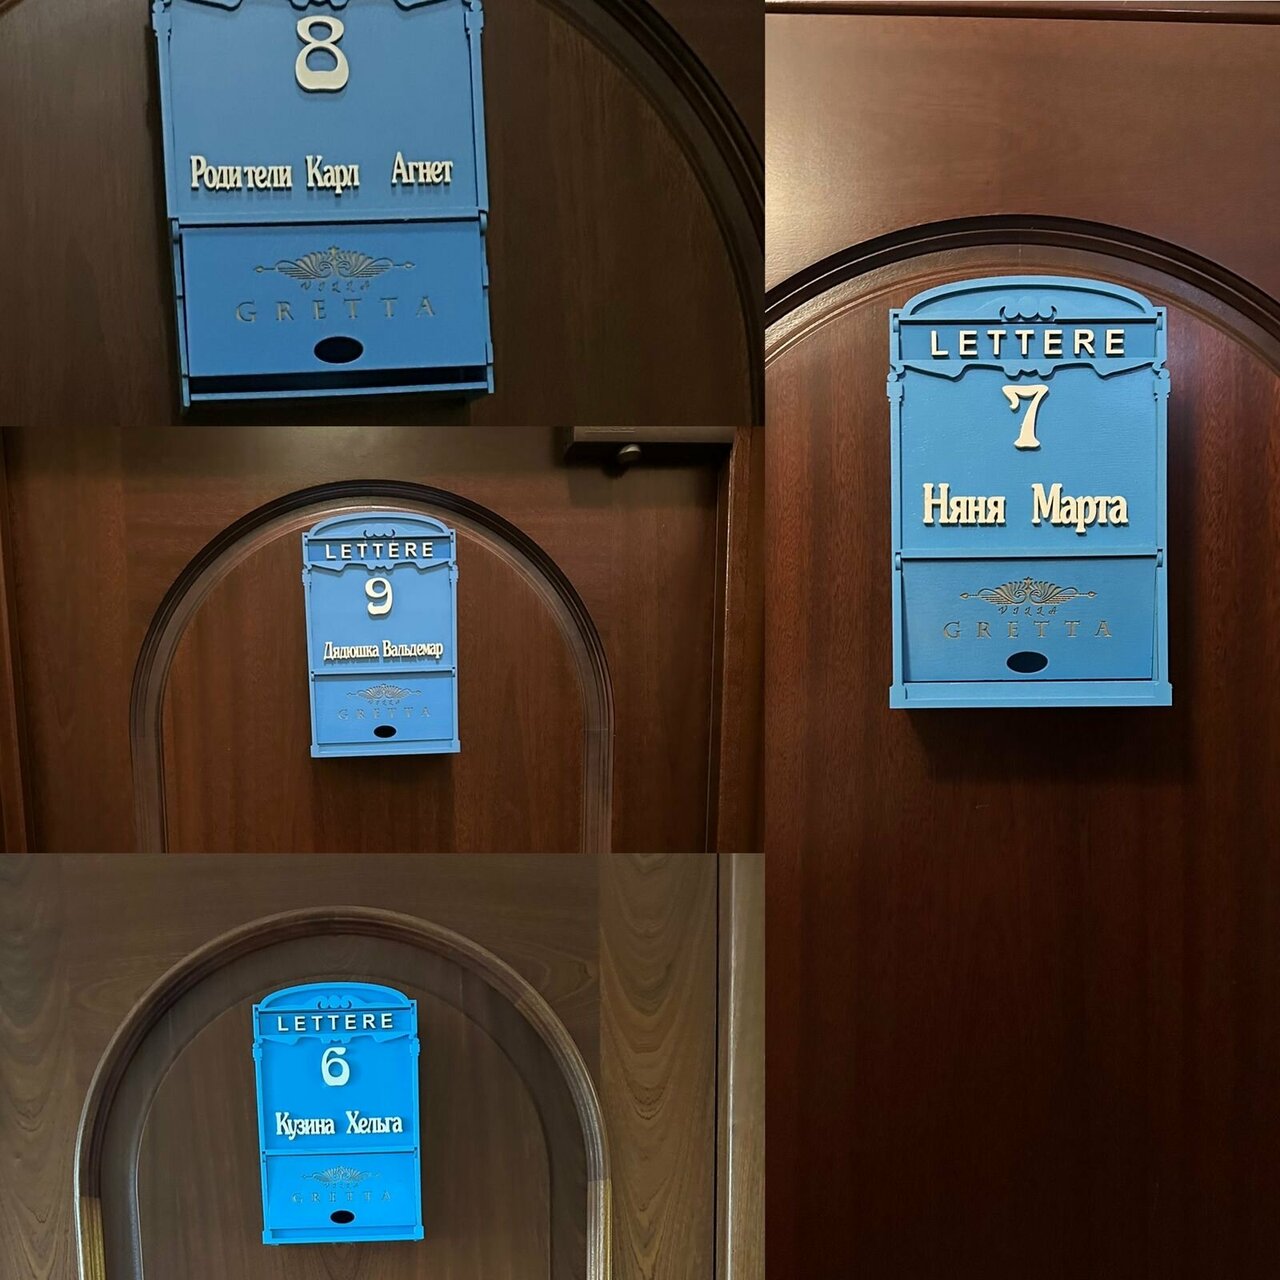 8
Родители Карл Агнет
VILLA
GRETTA
LETTERE
9
Дядюшка Вальдемар
VILLA
GRETTA
LETTERE
6
Кузина Хельга
VILLA
GRETTA
LETTERE
7
Няня Марта
VILLA
GRETTA